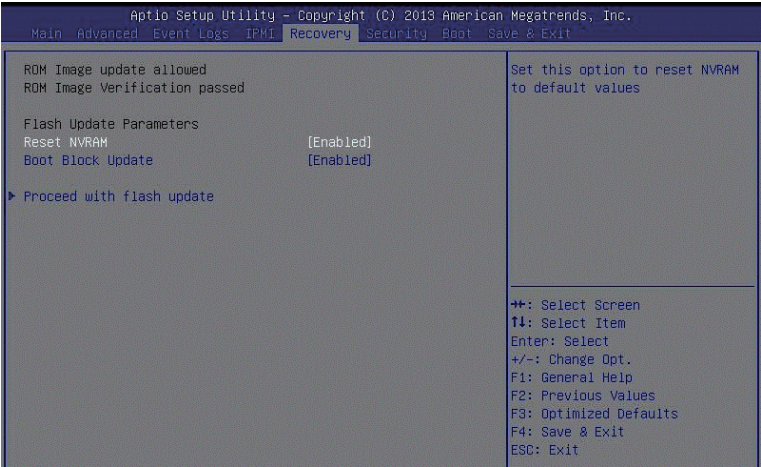 Aptio Setup Utility – Copyright (C) 2013 American Megatrends, Inc.
Main Advanced Event Logs IPMI Recovery Security Boot Save & Exit
ROM Image update allowed
ROM Image Verification passed
Flash Update Parameters
Reset NVRAM [Enabled]
Boot Block Update [Enabled]
Proceed with flash update
Set this option to reset NVRAM
to default values
→←: Select Screen
↑↓: Select Item
Enter: Select
+/-: Change Opt.
F1: General Help
F2: Previous Values
F3: Optimized Defaults
F4: Save & Exit
ESC: Exit